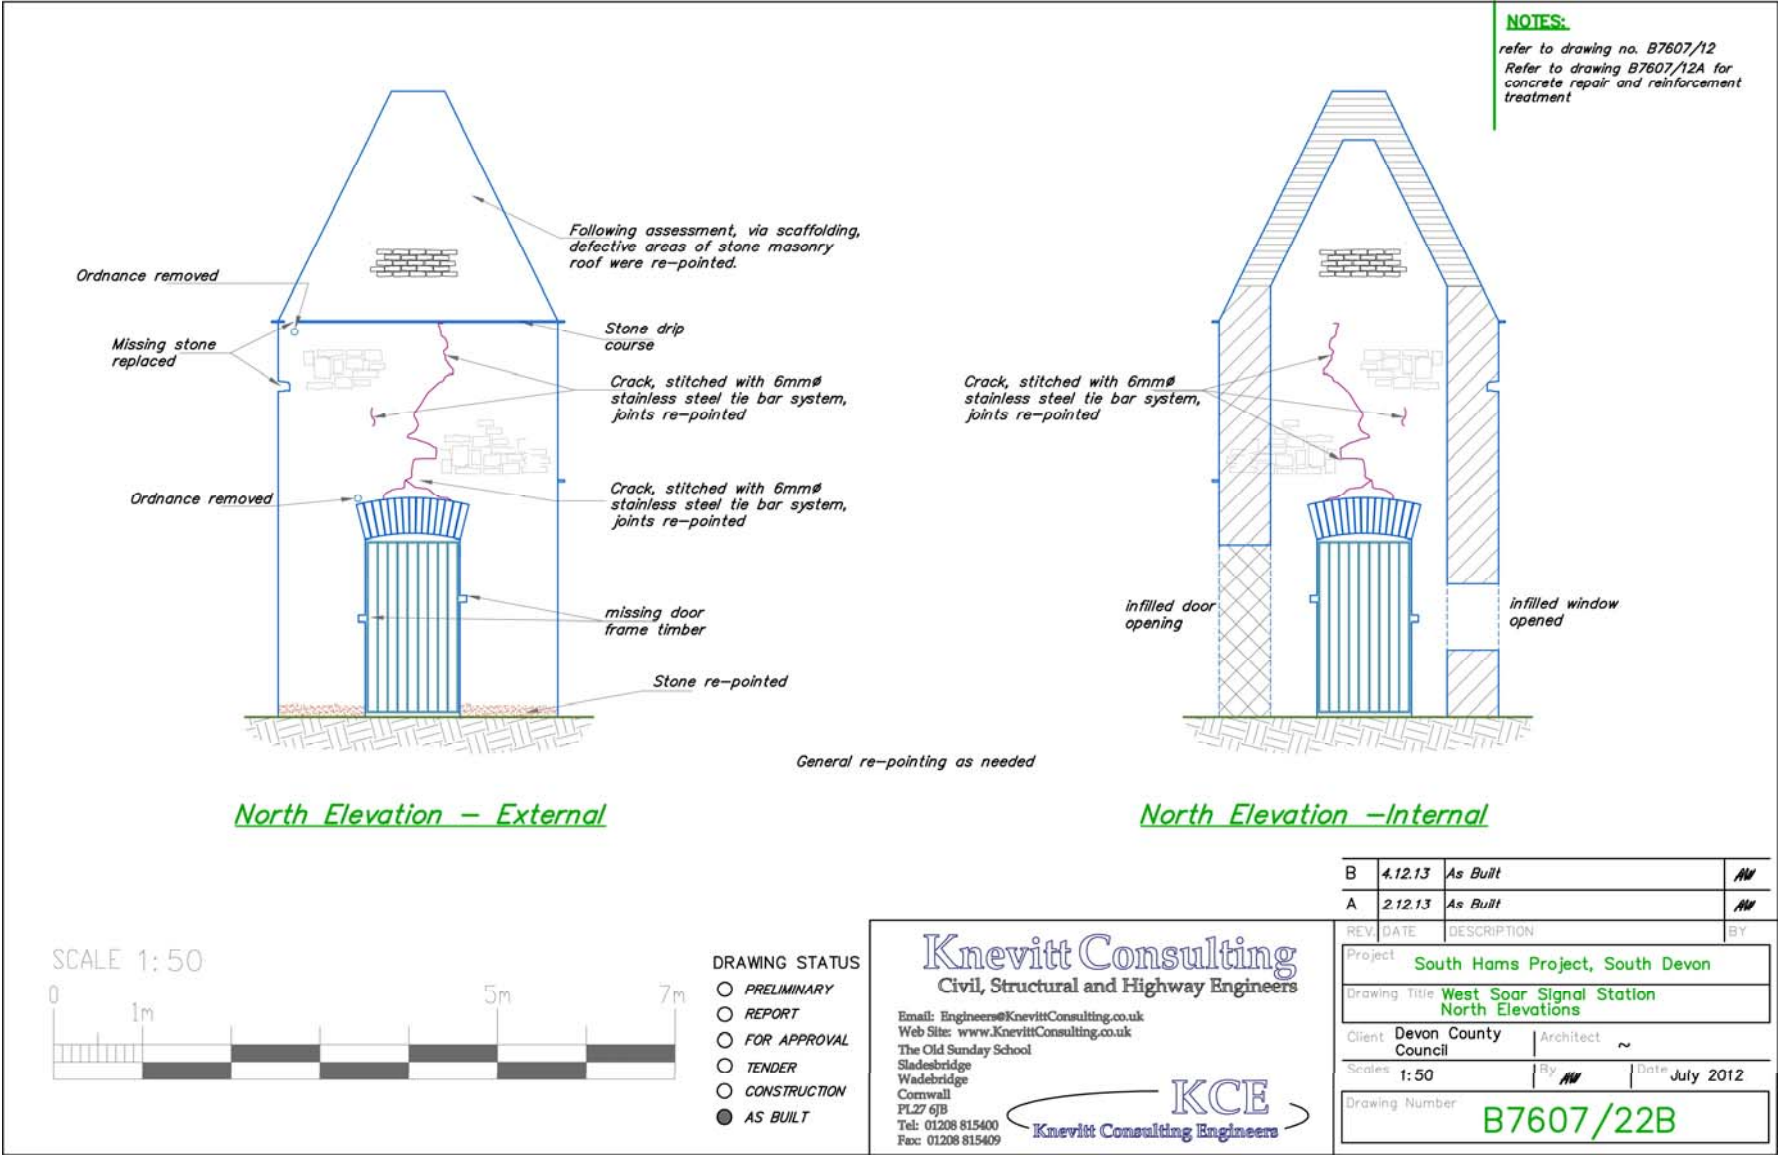 NOTES:
refer to drawing no. B7607/12
Refer to drawing B7607/12A for
concrete repair and reinforcement
treatment
Following assessment, via scaffolding,
defective areas of stone masonry
roof were re-pointed.
Ordnance removed
Missing stone
replaced
Stone drip
course
Crack, stitched with 6mmø
stainless steel tie bar system,
joints re-pointed
Ordnance removed
Crack, stitched with 6mmø
stainless steel tie bar system,
joints re-pointed
missing door
frame timber
Stone re-pointed
Crack, stitched with 6mmø
stainless steel tie bar system,
joints re-pointed
infilled door
opening
infilled window
opened
General re-pointing as needed
North Elevation - External
North Elevation -Internal
SCALE 1:50
0 1m 5m 7m
DRAWING STATUS
PRELIMINARY
REPORT
FOR APPROVAL
TENDER
CONSTRUCTION
AS BUILT
Knevitt Consulting
Civil, Structural and Highway Engineers
Email: Engineers@KnevittConsulting.co.uk
Web Site: www.KnevittConsulting.co.uk
The Old Sunday School
Sladesbridge
Wadebridge
Cornwall
PL27 6JB
Tel: 01208 815400
Fax: 01208 815409
KCE
Knevitt Consulting Engineers
B 4.12.13 As Built AW
A 2.12.13 As Built AW
REV. DATE DESCRIPTION BY
Project South Hams Project, South Devon
Drawing Title West Soar Signal Station
North Elevations
Client Devon County
Council
Architect ~
Scales 1:50 By AW Date July 2012
Drawing Number B7607/22B